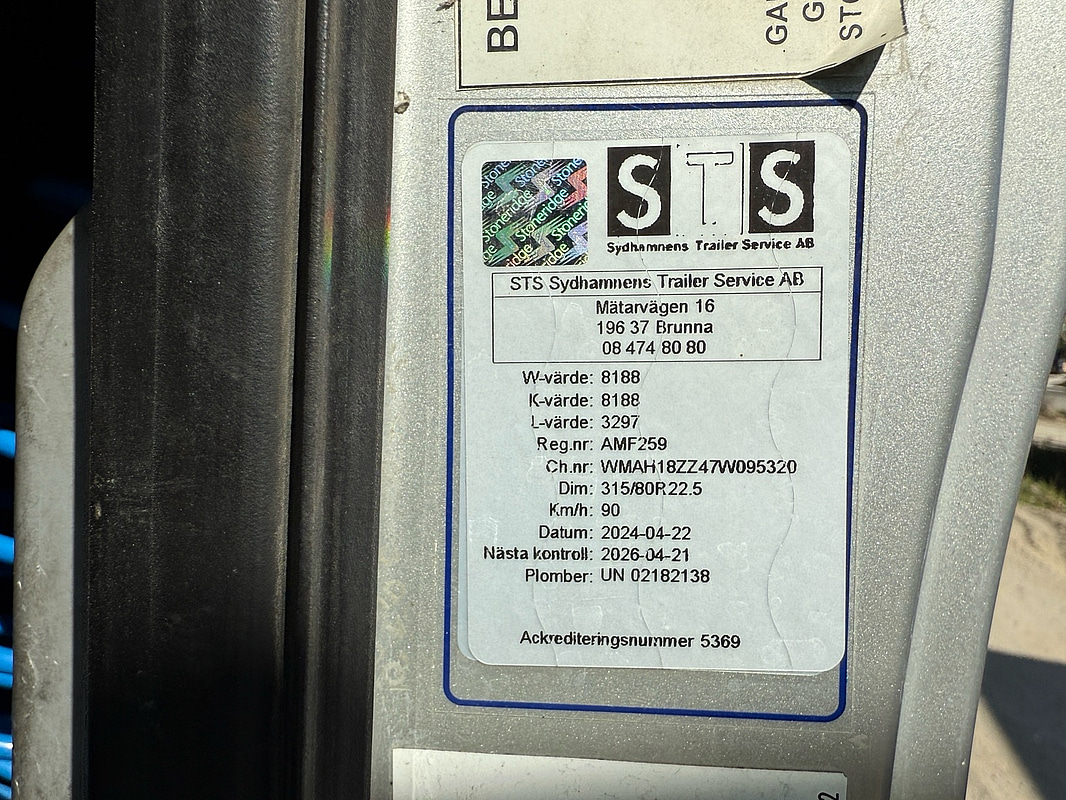 BE
GA
G
STO
Stoneridge
STS
Sydhamnens Trailer Service AB
STS Sydhamnens Trailer Service AB
Mätarvägen 16
196 37 Brunna
08 474 80 80
W-värde: 8188
K-värde: 8188
L-värde: 3297
Reg.nr: AMF259
Ch.nr: WMAH18ZZ47W095320
Dim: 315/80R22.5
Km/h: 90
Datum: 2024-04-22
Nästa kontroll: 2026-04-21
Plomber: UN 02182138
Ackrediteringsnummer 5369
2